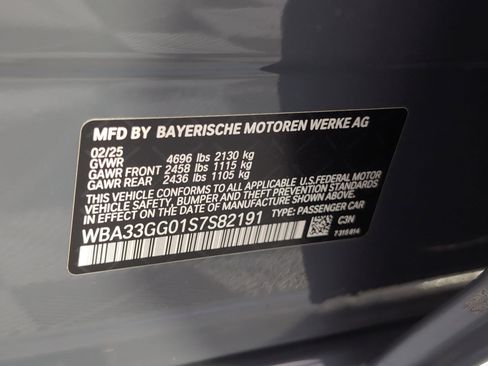 MFD BY BAYERISCHE MOTOREN WERKE AG
02/25
GVWR 4696 lbs 2130 kg
GAWR FRONT 2458 lbs 1115 kg
GAWR REAR 2436 lbs 1105 kg
THIS VEHICLE CONFORMS TO ALL APPLICABLE U.S.FEDERAL MOTOR
VEHICLE SAFETY, BUMPER AND THEFT PREVENTION STANDARDS IN
EFFECT ON THE DATE OF MANUFACTURE SHOWN ABOVE.
WBA33GG01S7S82191 TYPE: PASSENGER CAR
C3N
7 318 614